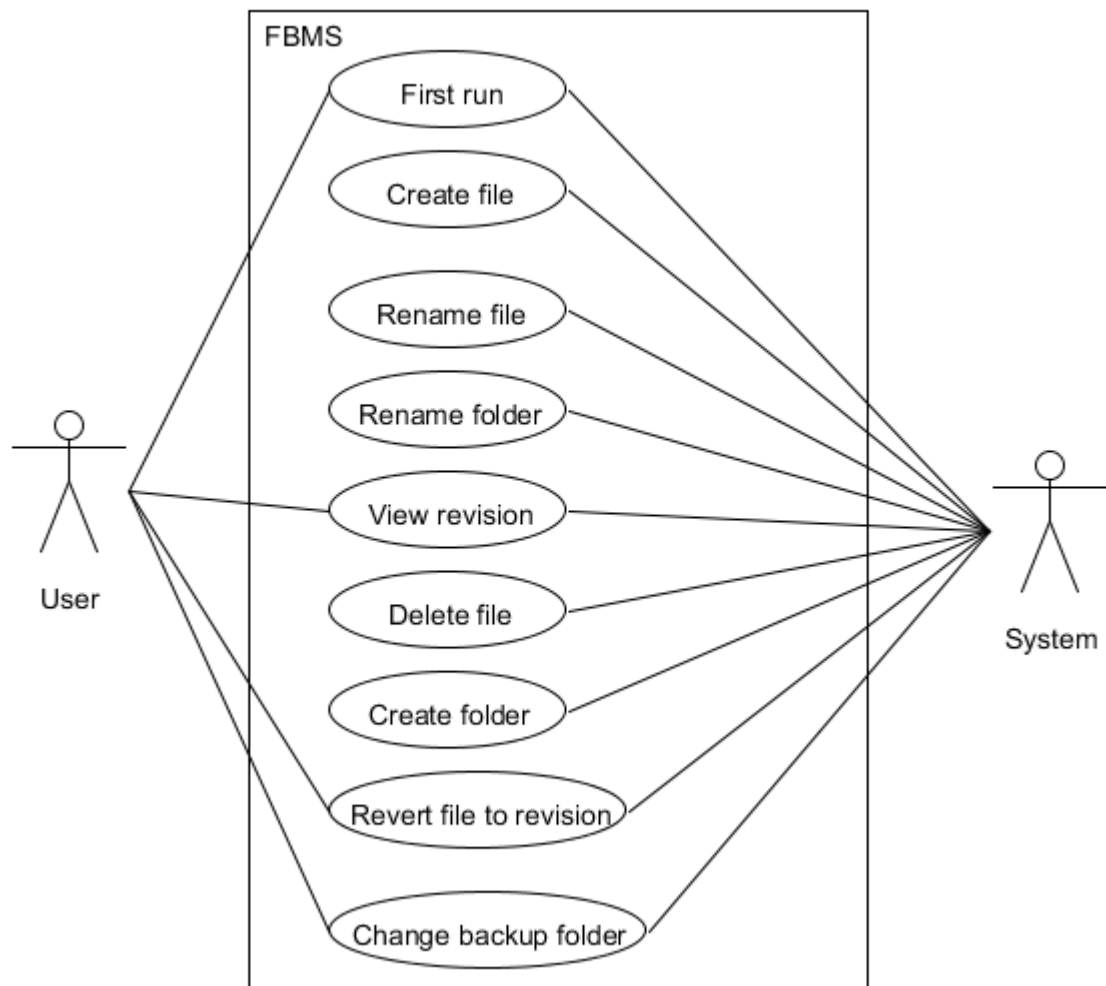 FBMS
First run
Create file
Rename file
Rename folder
View revision
User
Delete file
System
Create folder
Revert file to revision
Change backup folder